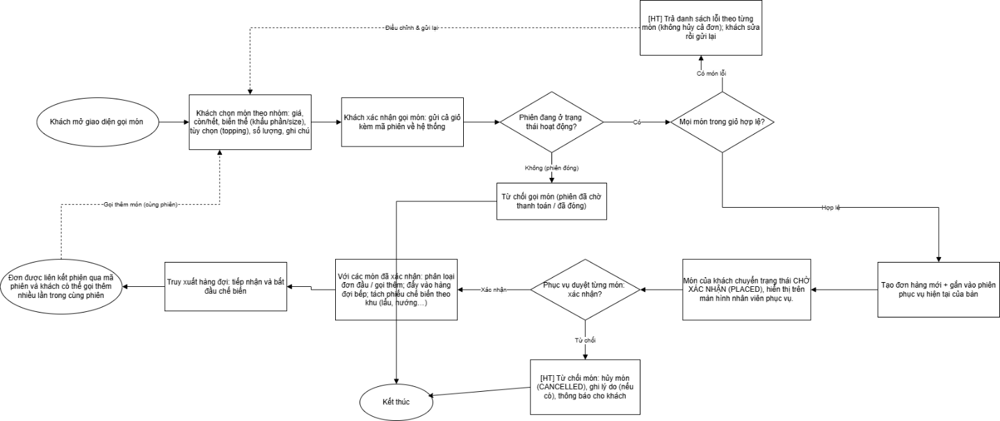 [HT] Trả danh sách lỗi theo từng
món (không hủy cả đơn); khách sửa
rồi gửi lại
Điều chỉnh & gửi lại
Có món lỗi
Khách mở giao diện gọi món
Khách chọn món theo nhóm: giá,
còn/hết, biến thể (khẩu phần/size),
tùy chọn (topping), số lượng, ghi chú
Khách xác nhận gọi món: gửi cả giỏ
kèm mã phiên về hệ thống
Phiên đang ở trạng
thái hoạt động?
Có
Mọi món trong giỏ hợp lệ?
Không (phiên đóng)
Từ chối gọi món (phiên đã chờ
thanh toán / đã đóng)
Gọi thêm món (cùng phiên)
Hợp lệ
Đơn được liên kết phiên qua mã
phiên và khách có thể gọi thêm
nhiều lần trong cùng phiên
Truy xuất hàng đợi: tiếp nhận và bắt
đầu chế biến
Với các món đã xác nhận: phân loại
đơn đầu / gọi thêm; đẩy vào hàng
đợi bếp; tách phiếu chế biến theo
khu (lẩu, nướng…)
Xác nhận
Phục vụ duyệt từng món:
xác nhận?
Món của khách chuyển trạng thái CHỜ
XÁC NHẬN (PLACED), hiển thị trên
màn hình nhân viên phục vụ.
Tạo đơn hàng mới + gắn vào phiên
phục vụ hiện tại của bàn
Từ chối
[HT] Từ chối món: hủy món
(CANCELLED), ghi lý do (nếu
có), thông báo cho khách
Kết thúc